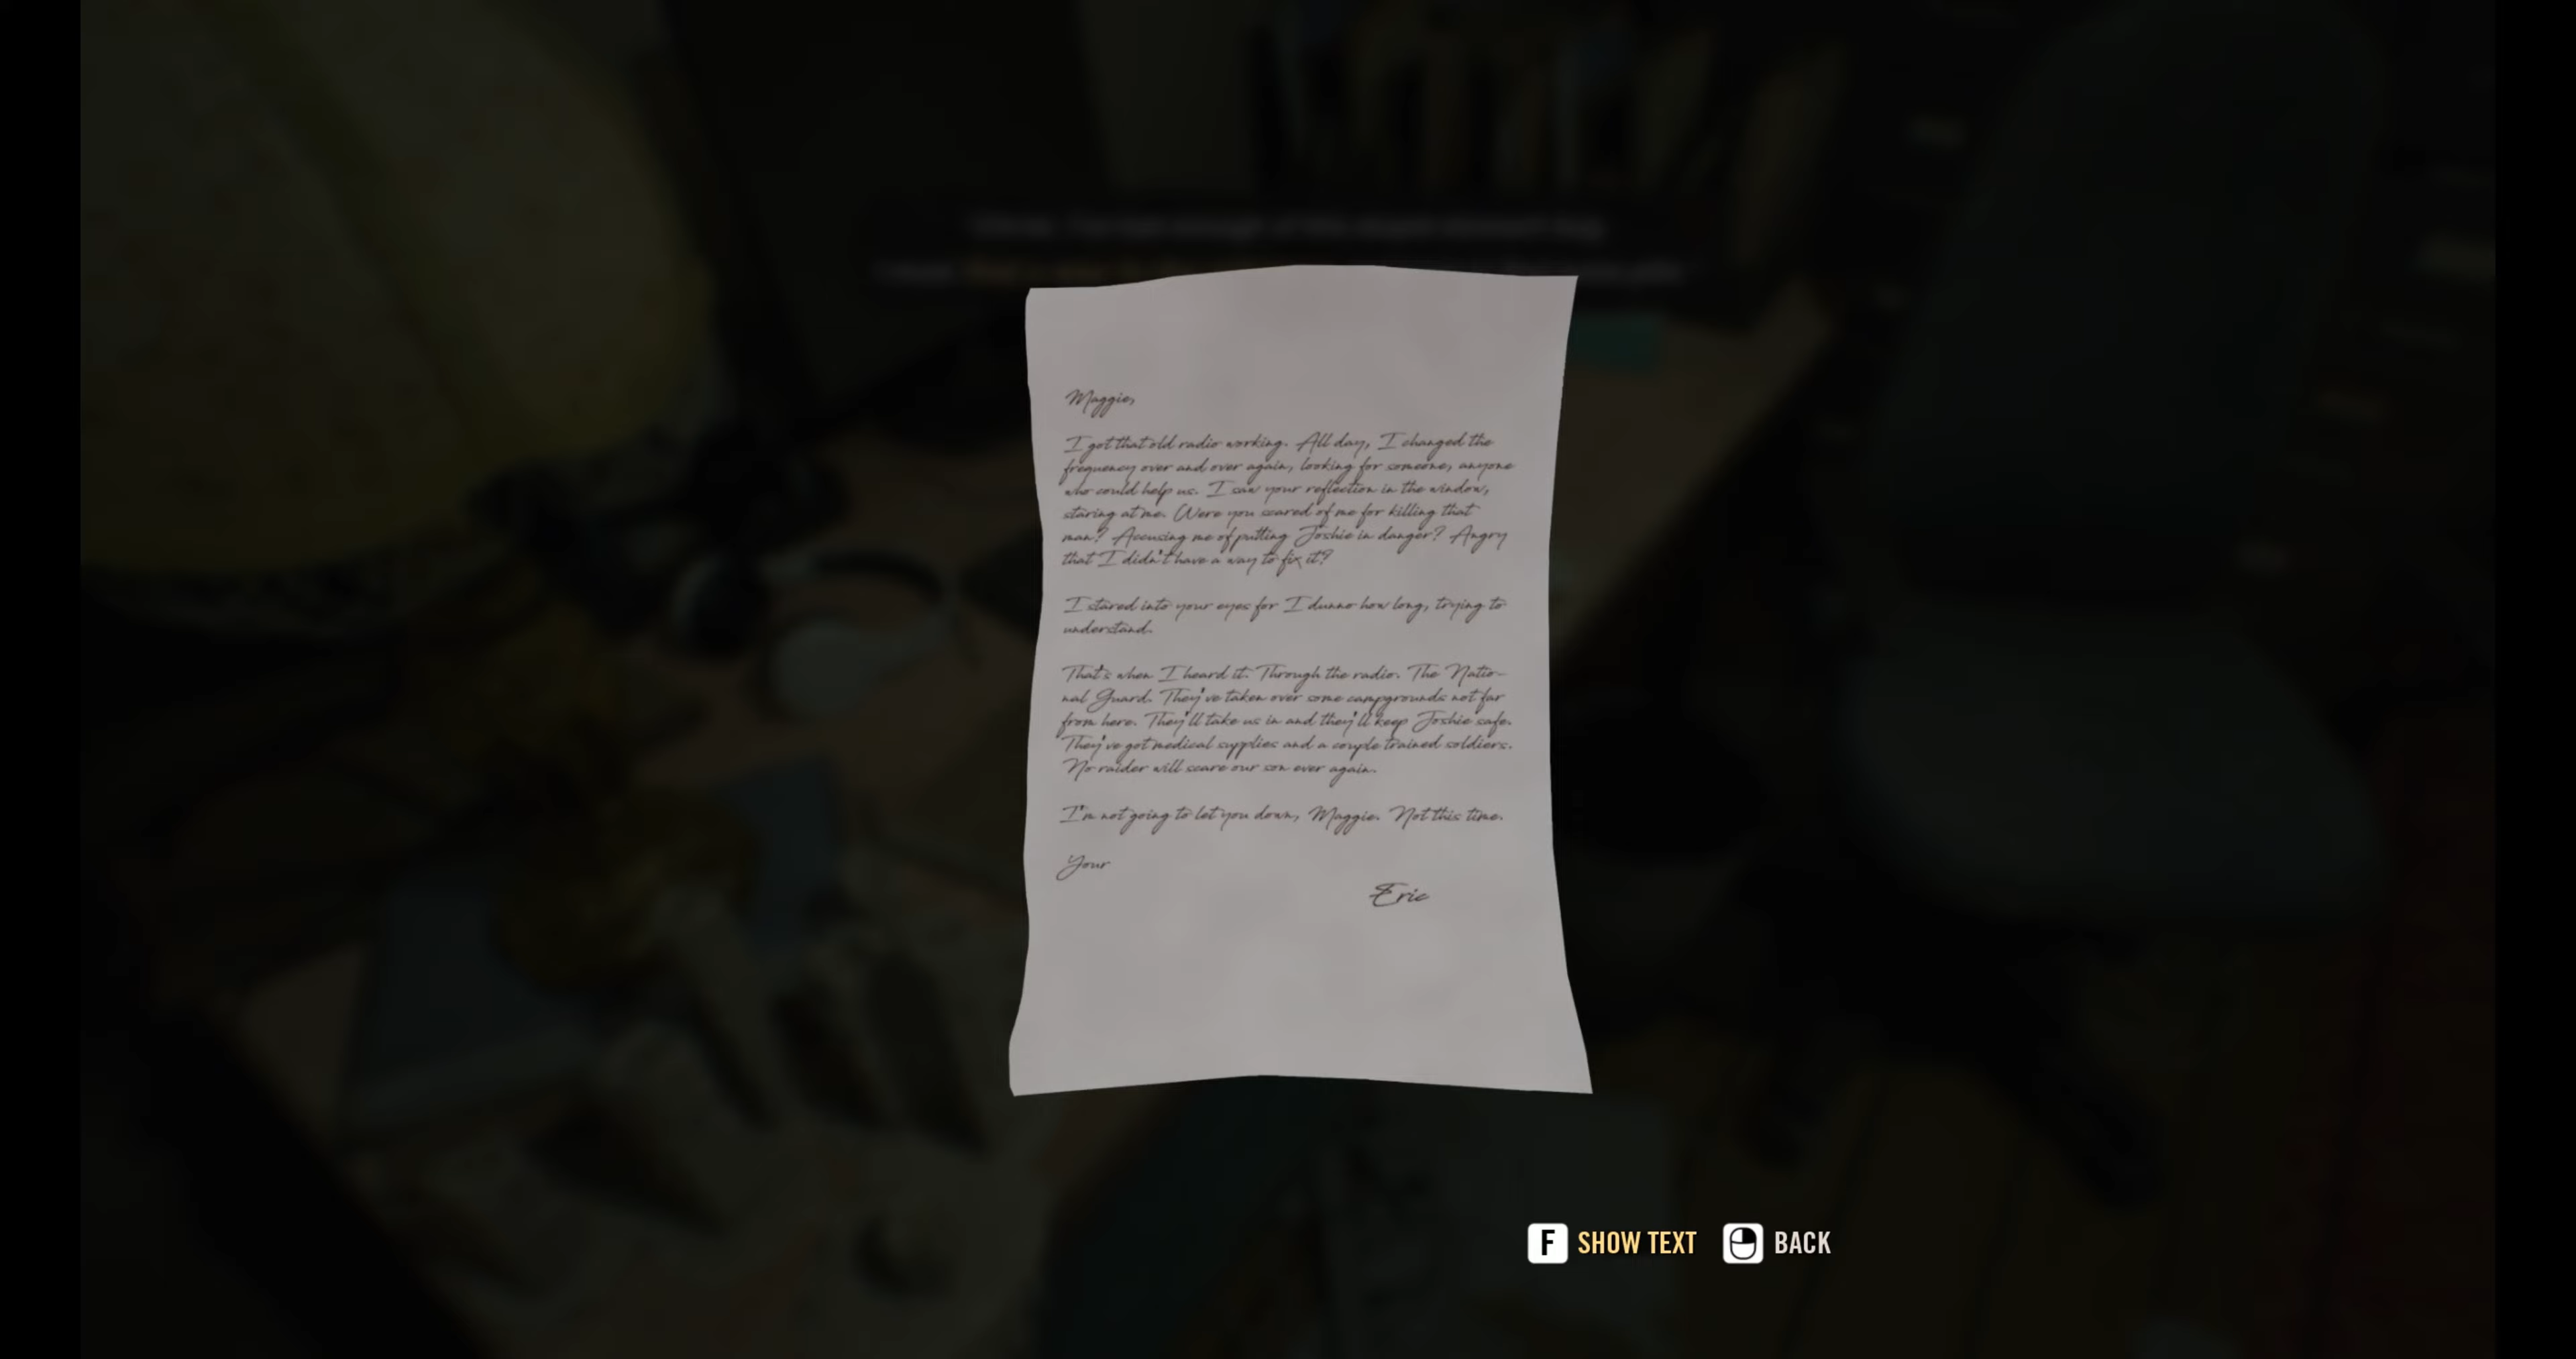 Maggie,
I got that old radio working. All day, I changed the
frequency over and over again, looking for someone, anyone
who could help us. I saw your reflection in the window,
staring at me. Were you scared of me for killing that
man? Accusing me of putting Joshie in danger? Angry
that I didn't have a way to fix it?
I stared into your eyes for I dunno how long, trying to
understand.
That's when I heard it. Through the radio. The Natio-
nal Guard. They've taken over some campgrounds not far
from here. They'll take us in and they'll keep Joshie safe.
They've got medical supplies and a couple trained soldiers.
No raider will scare our son ever again.
I'm not going to let you down, Maggie. Not this time.
Your
Eric
F SHOW TEXT BACK